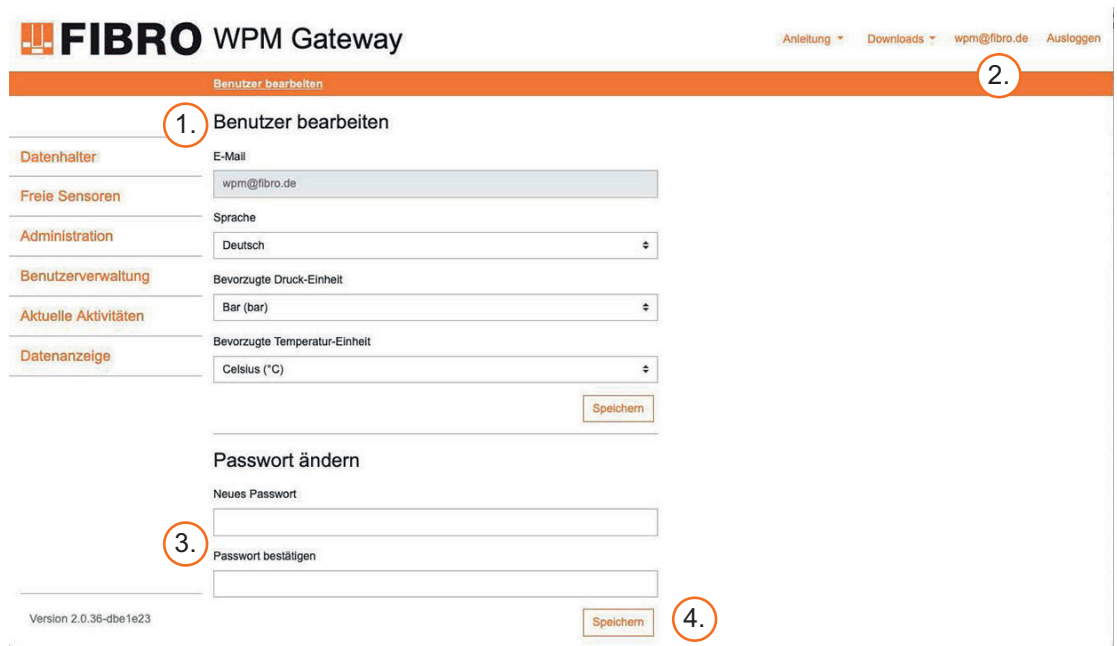 FIBRO WPM Gateway
Anleitung Downloads wpm@fibro.de Ausloggen
2.
Benutzer bearbeiten
1. Benutzer bearbeiten
Datenhalter
Freie Sensoren
Administration
Benutzerverwaltung
Aktuelle Aktivitäten
Datenanzeige
E-Mail
wpm@fibro.de
Sprache
Deutsch
Bevorzugte Druck-Einheit
Bar (bar)
Bevorzugte Temperatur-Einheit
Celsius (°C)
Speichern
Passwort ändern
Neues Passwort
3.
Passwort bestätigen
Speichern 4.
Version 2.0.36-dbe1e23